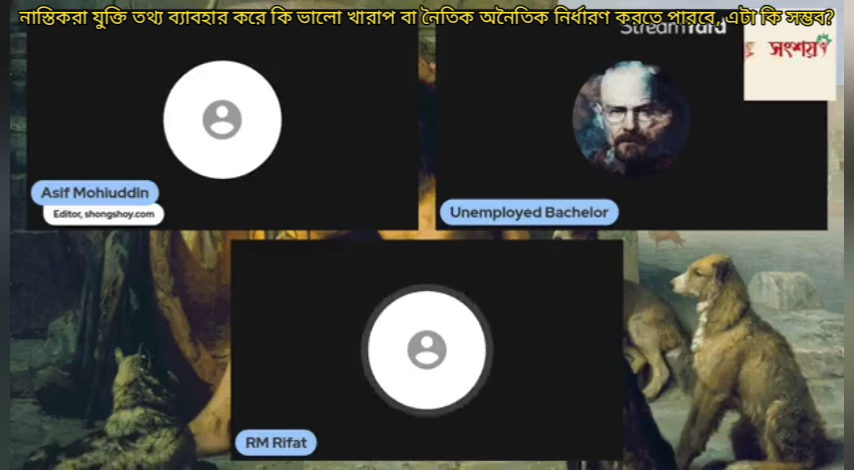 নাস্তিকরা যুক্তি তথ্য ব্যাবহার করে কি ভালো খারাপ বা নৈতিক অনৈতিক নির্ধারণ করতে পারবে, এটা কি সম্ভব?
StreamYard
সংশয়
Asif Mohiuddin
Editor, shongshoy.com
Unemployed Bachelor
RM Rifat